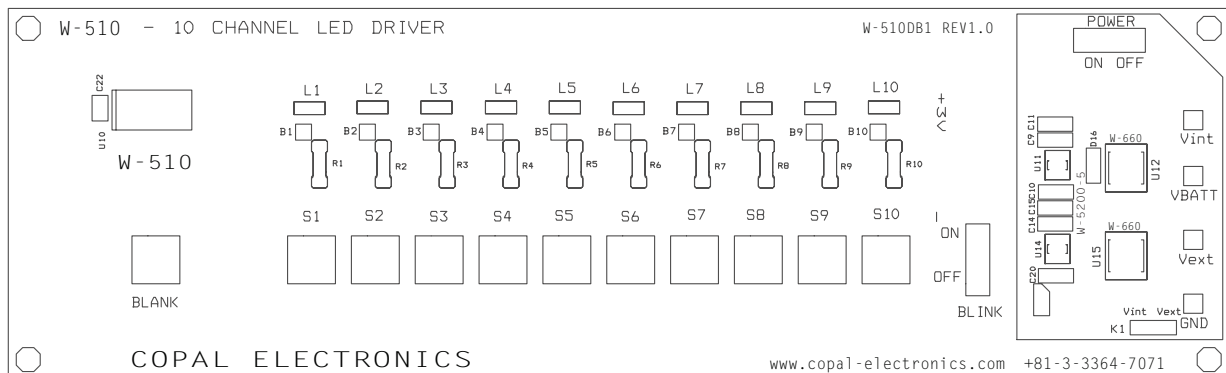 W-510 - 10 CHANNEL LED DRIVER
W-510DB1 REV1.0
POWER
ON OFF
C22
U10
W-510
L1 L2 L3 L4 L5 L6 L7 L8 L9 L10
+3V
B1 B2 B3 B4 B5 B6 B7 B8 B9 B10
R1 R2 R3 R4 R5 R6 R7 R8 R9 R10
S1 S2 S3 S4 S5 S6 S7 S8 S9 S10
BLANK
ON
OFF
BLINK
C11
C9
D16
W-660
U11
U12
C10
C15
C14
W-5200-5
W-660
U14
U15
C20
Vint
VBATT
Vext
GND
Vint Vext
K1
COPAL ELECTRONICS
www.copal-electronics.com +81-3-3364-7071